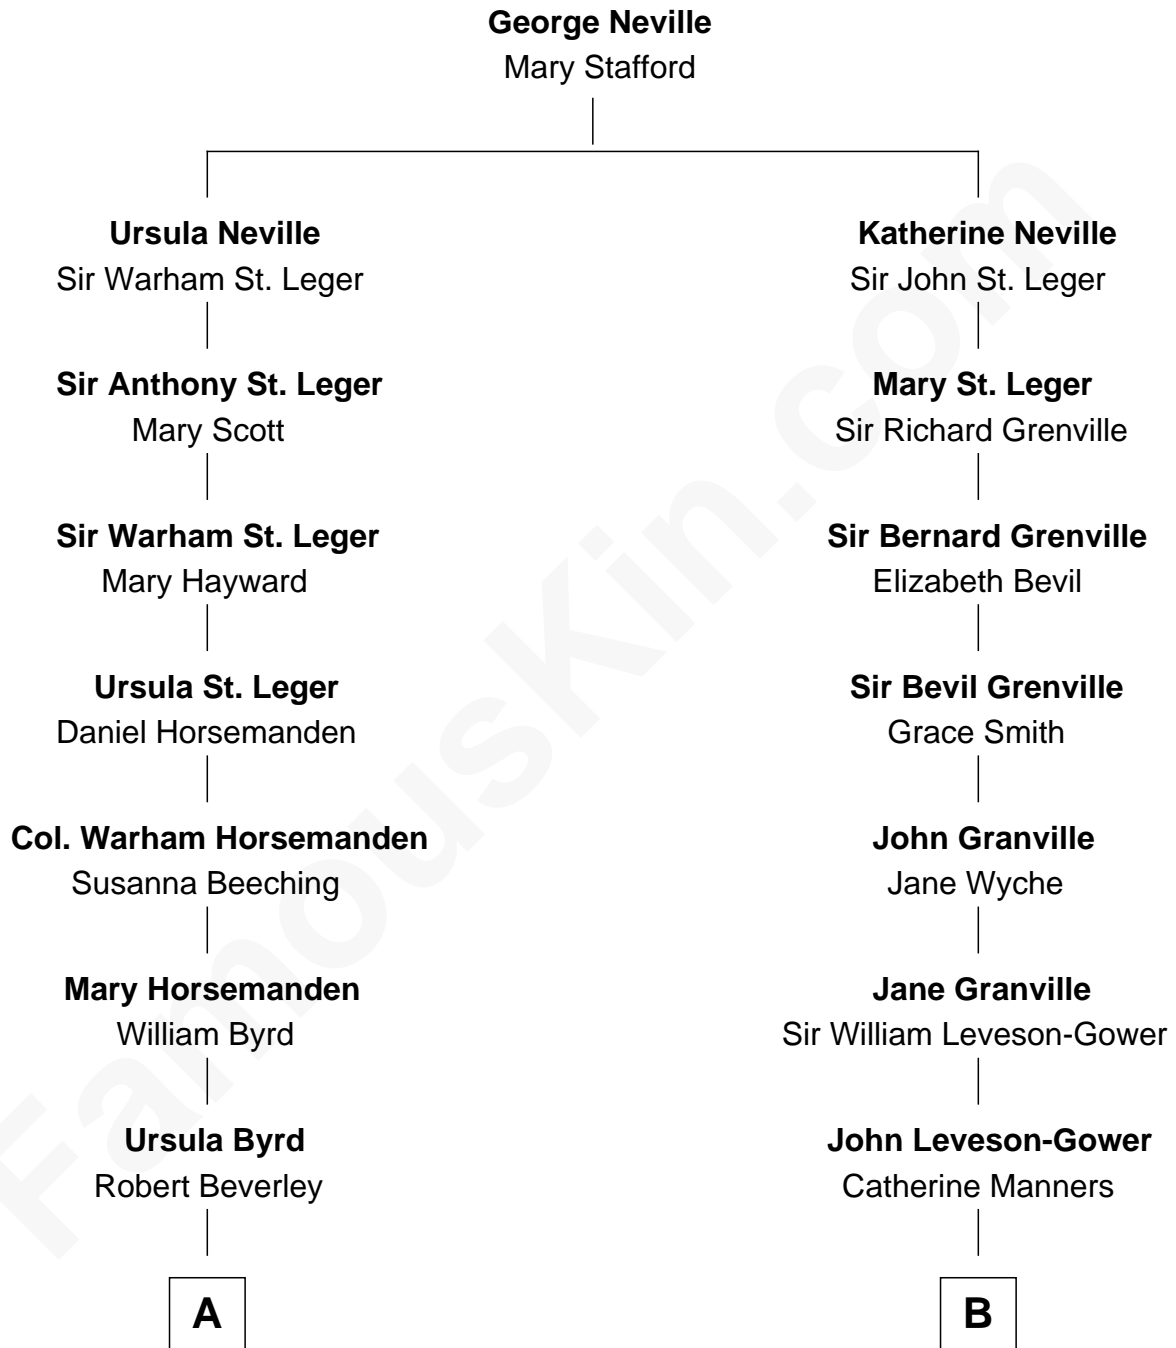 George Neville
Mary Stafford
Ursula Neville
Sir Warham St. Leger
Katherine Neville
Sir John St. Leger
Sir Anthony St. Leger
Mary Scott
Mary St. Leger
Sir Richard Grenville
Sir Warham St. Leger
Mary Hayward
Sir Bernard Grenville
Elizabeth Bevil
Ursula St. Leger
Daniel Horsemanden
Sir Bevil Grenville
Grace Smith
Col. Warham Horsemanden
Susanna Beeching
John Granville
Jane Wyche
Mary Horsemanden
William Byrd
Jane Granville
Sir William Leveson-Gower
Ursula Byrd
Robert Beverley
John Leveson-Gower
Catherine Manners
A
B
FamousKin.com